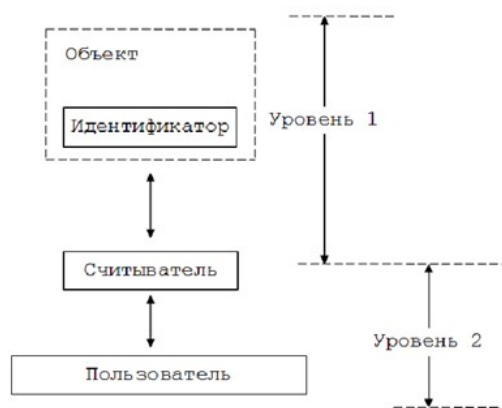 Объект
Идентификатор
Уровень 1
Считыватель
Уровень 2
Пользователь